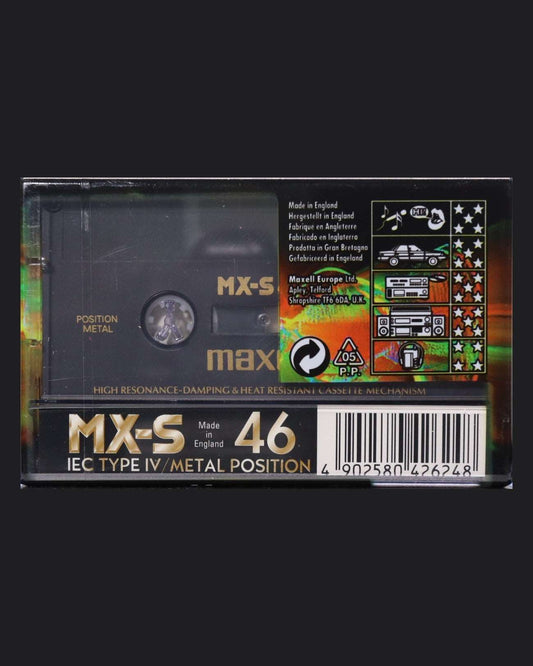 Made in England
Hergestellt in England
Fabrique en Angleterre
Fabricado en Inglaterra
Prodotta in Gran Bretagna
Gefabriceerd in Engeland
Maxell Europe Ltd.
Apley, Telford
Shropshire TF6 6DA, U.K.
05
P.P.
POSITION
METAL
MX-S
max
HIGH RESONANCE-DAMPING & HEAT RESISTANT CASSETTE MECHANISM
MX-S Made in England 46
IEC TYPE IV/METAL POSITION
4 902580 426248